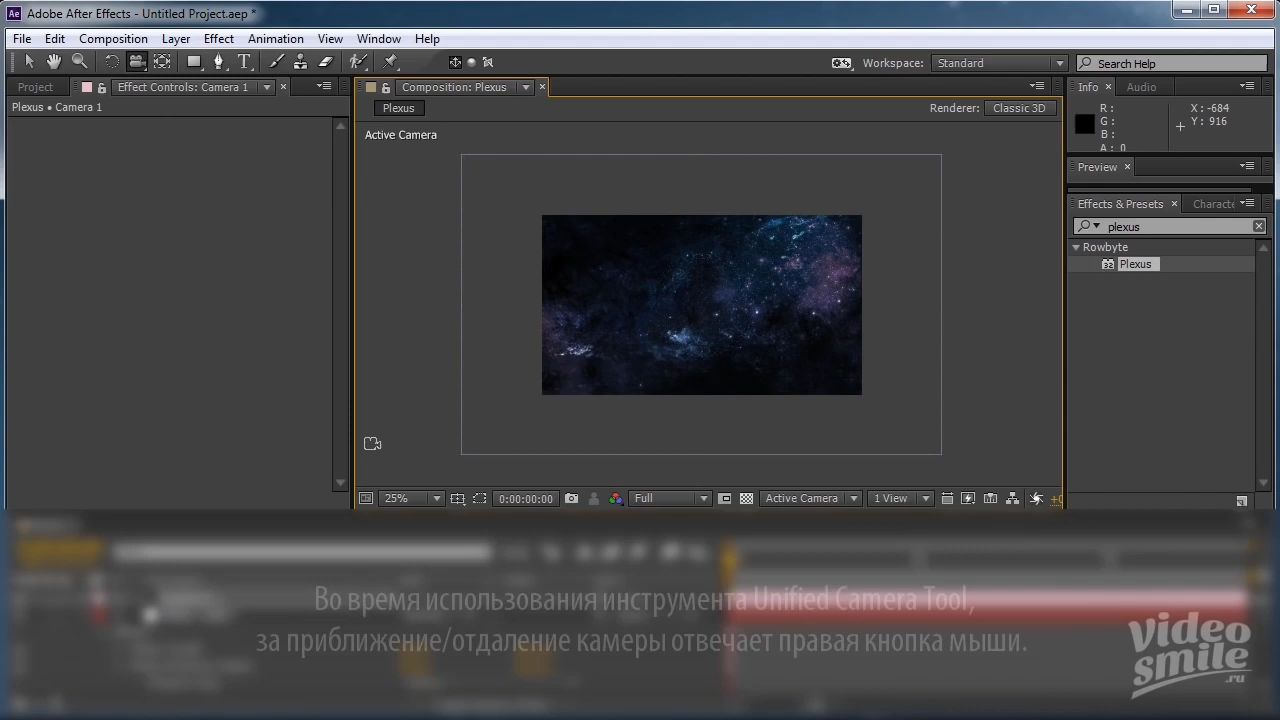 Adobe After Effects - Untitled Project.aep *
File Edit Composition Layer Effect Animation View Window Help
Workspace: Standard Search Help
Project Effect Controls: Camera 1 Composition: Plexus Info Audio
Plexus • Camera 1
Plexus Renderer: Classic 3D
R :
G :
B :
A : 0
X : -684
Y : 916
Active Camera
Preview
Effects & Presets Characte
plexus
Rowbyte
32 Plexus
25% 0:00:00:00 Full Active Camera 1 View +0
Во время использования инструмента Unified Camera Tool,
за приближение/отдаление камеры отвечает правая кнопка мыши.
video
smile
.ru